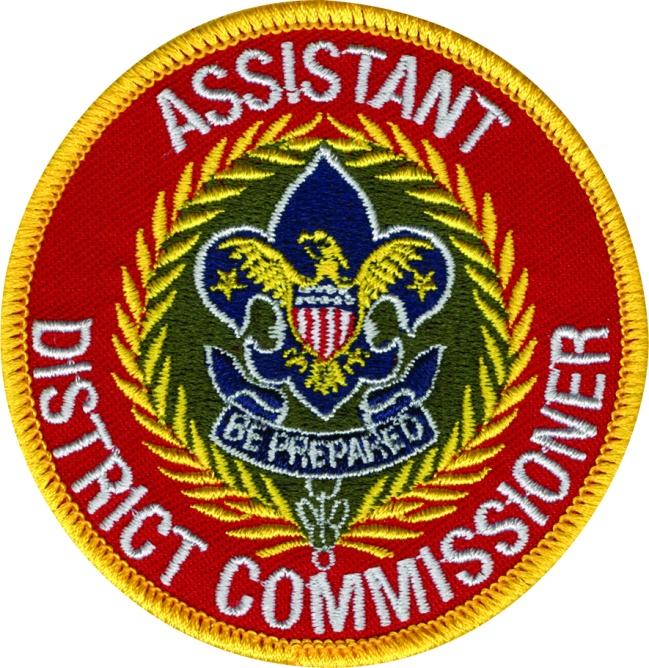 ASSISTANT
DISTRICT COMMISSIONER
BE PREPARED